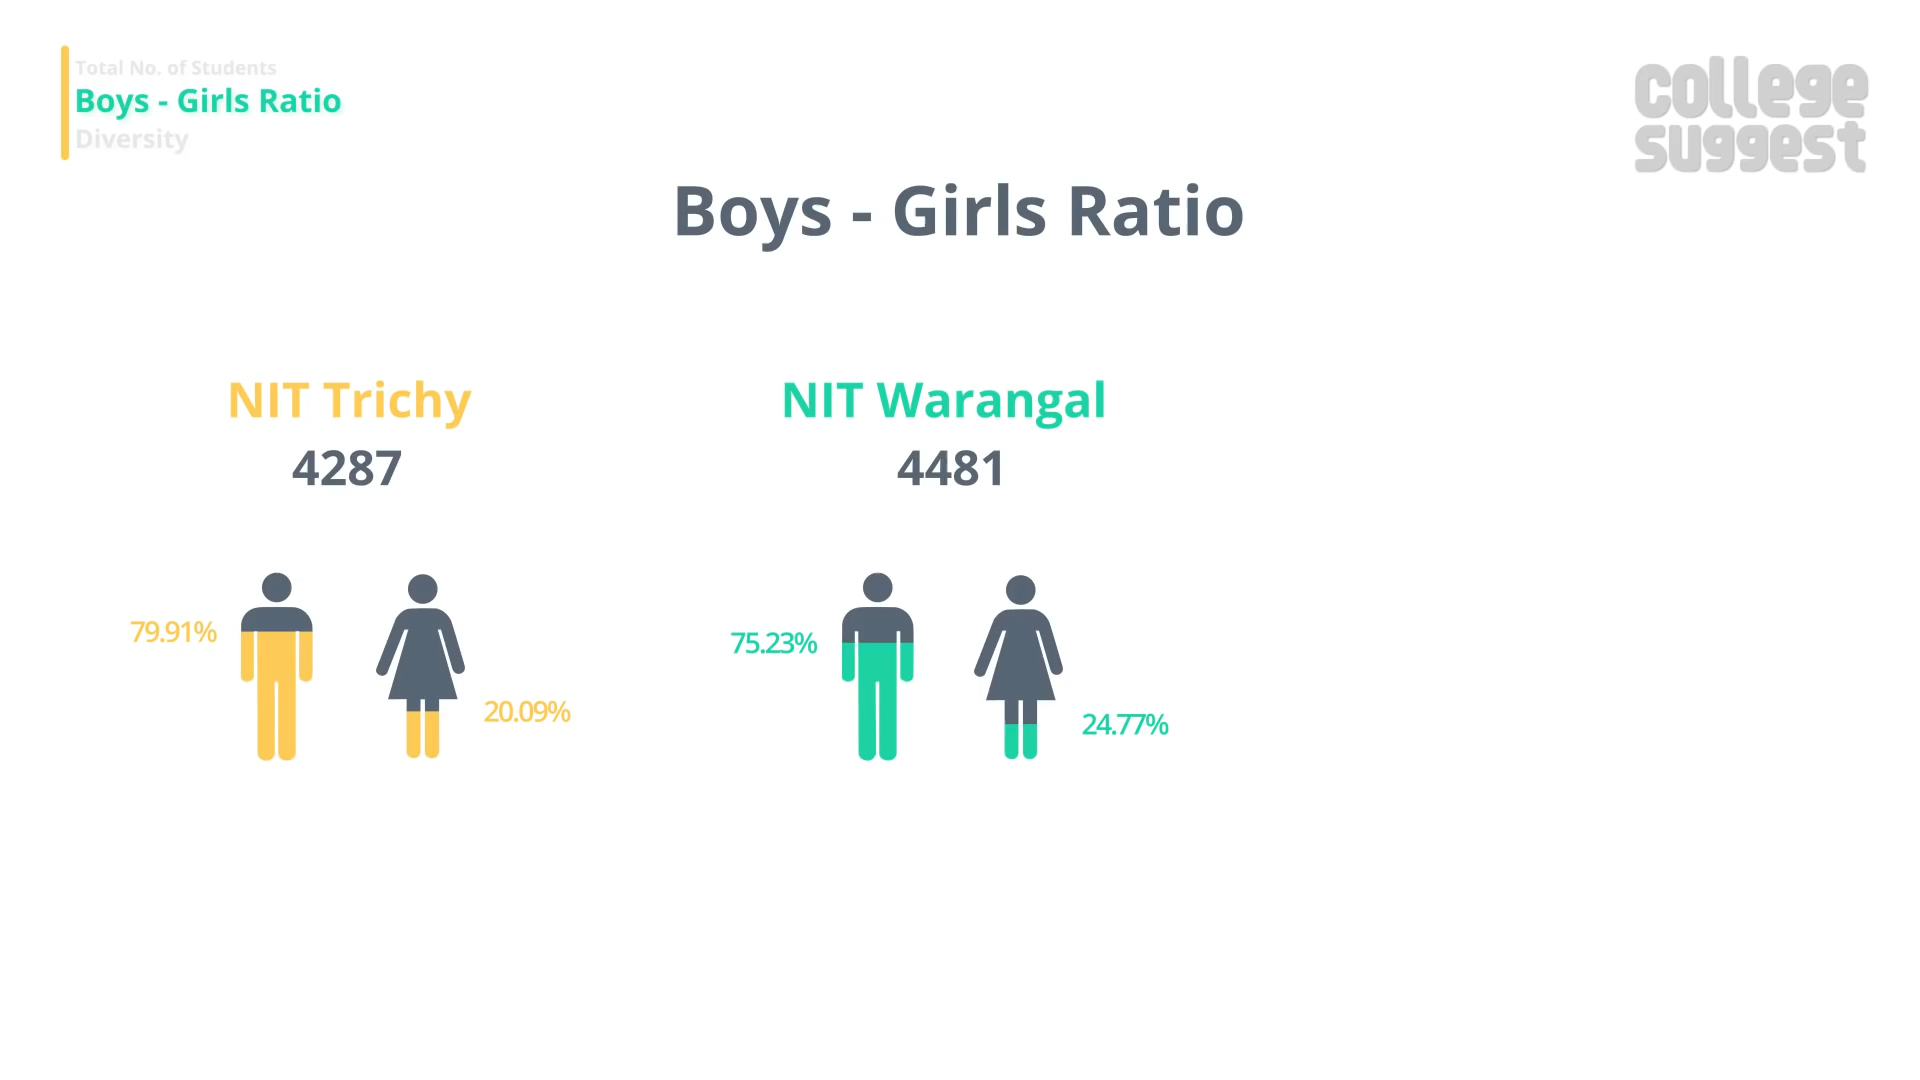 Total No. of Students
Boys - Girls Ratio
Diversity
college
suggest
Boys - Girls Ratio
NIT Trichy
4287
79.91%
20.09%
NIT Warangal
4481
75.23%
24.77%